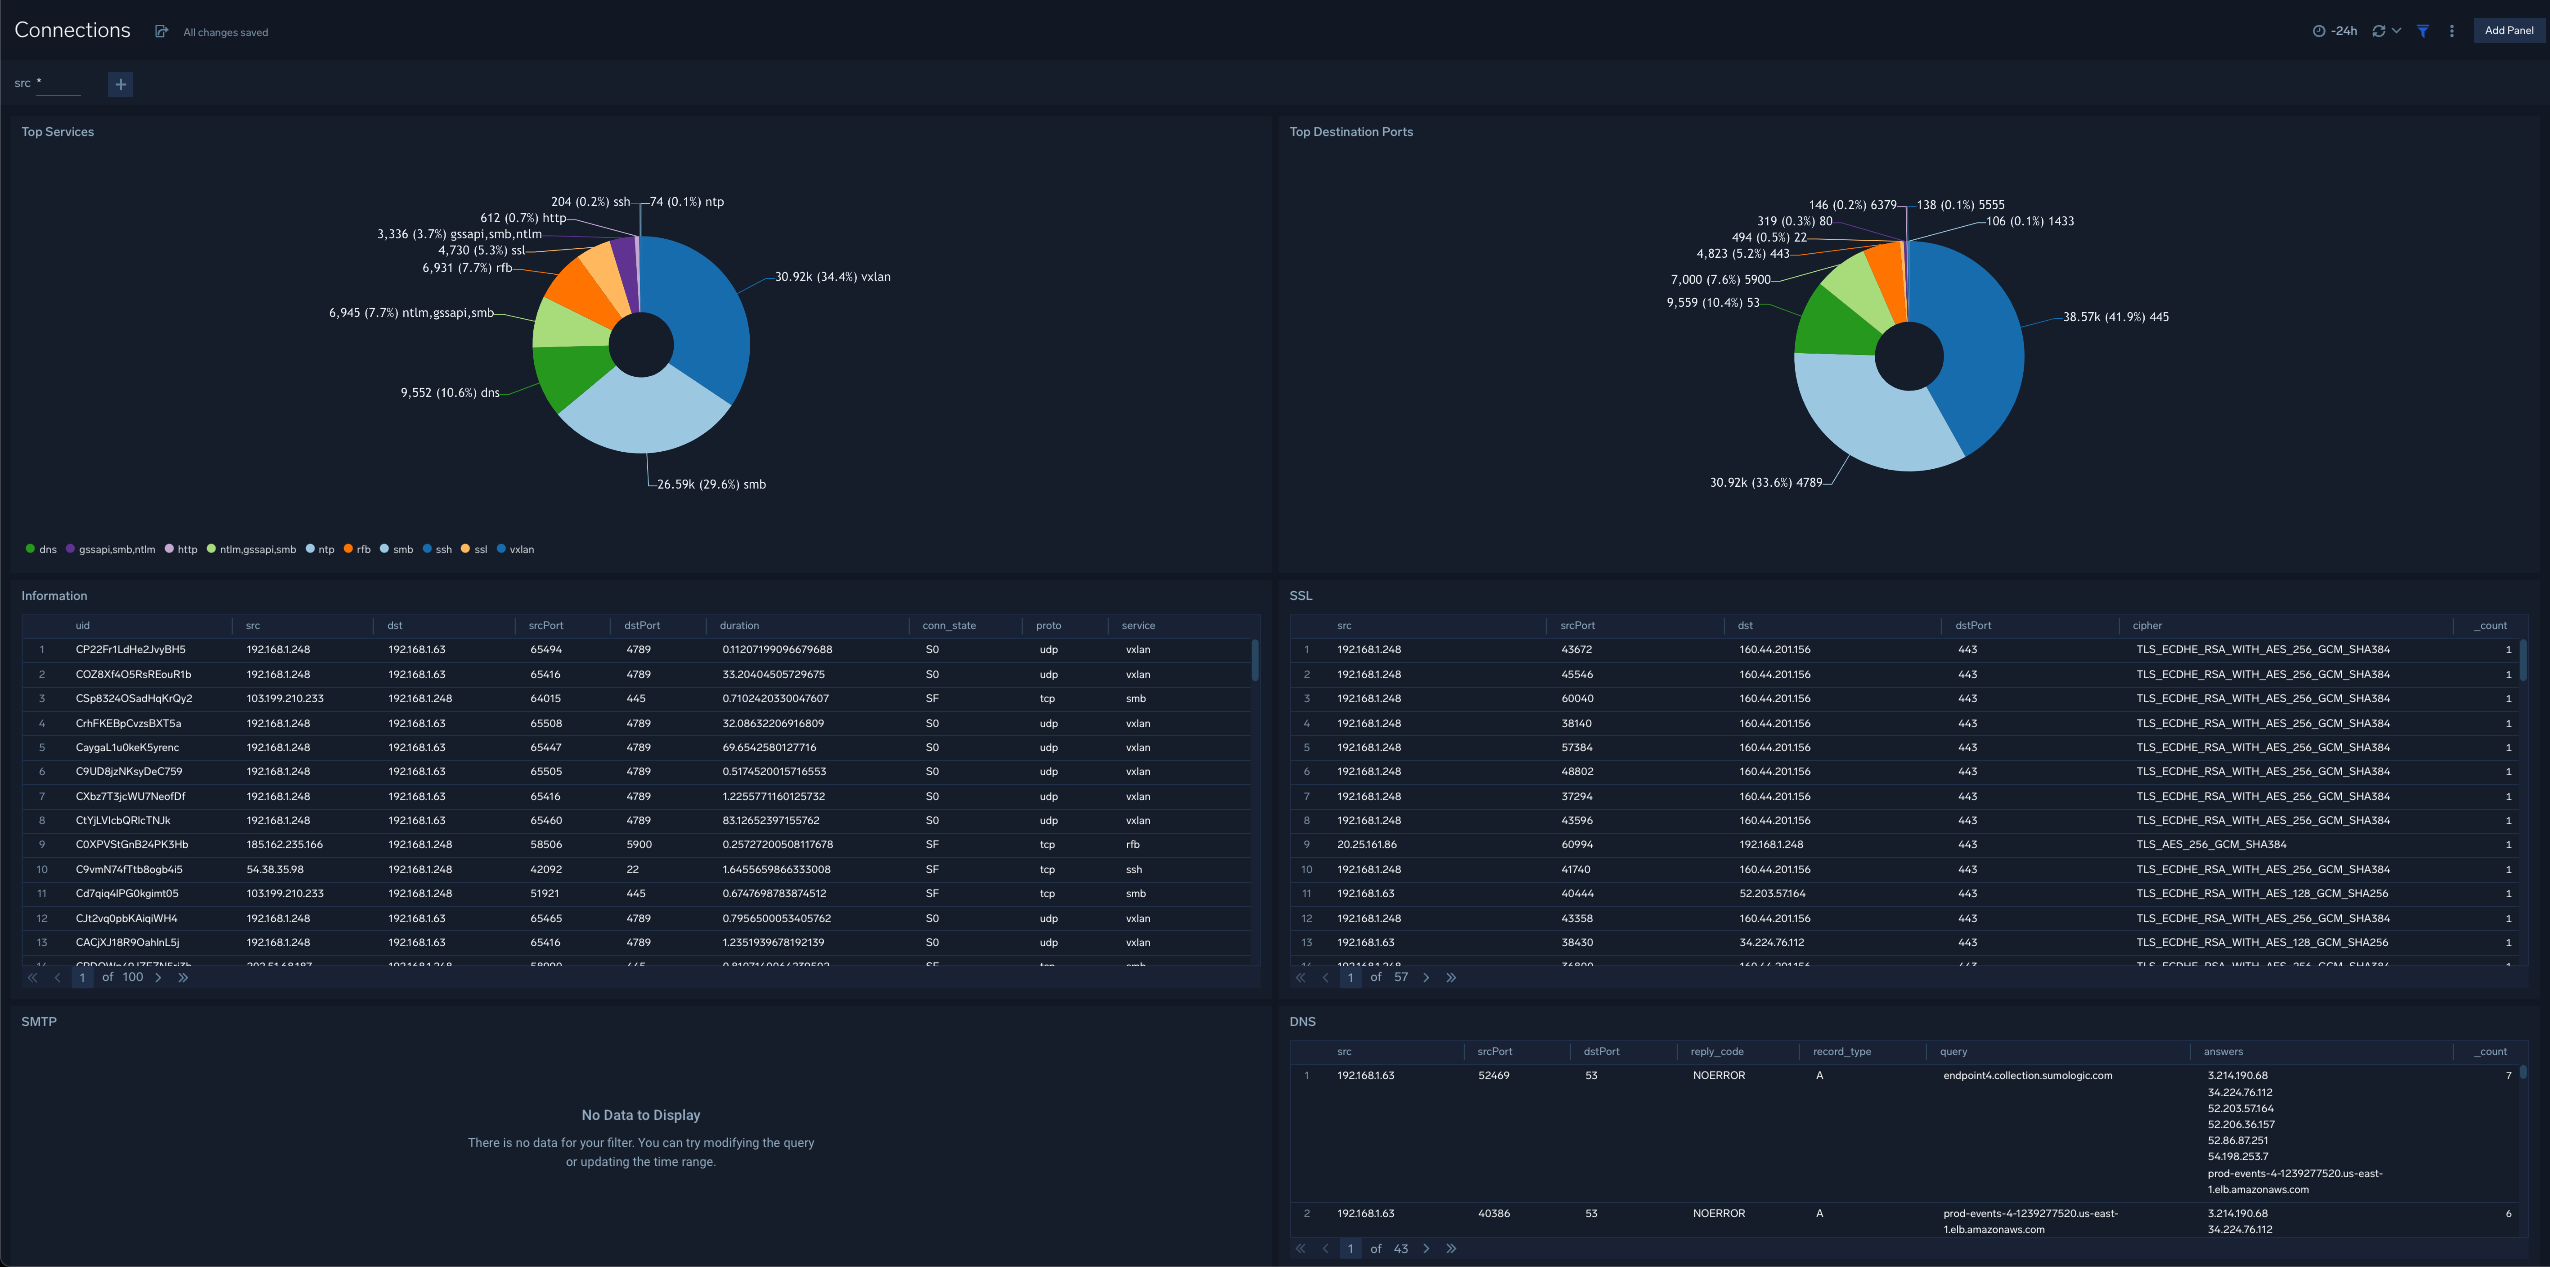 Connections All changes saved -24h Add Panel
src * +
Top Services
204 (0.2%) ssh 74 (0.1%) ntp
612 (0.7%) http
3,336 (3.7%) gssapi,smb,ntlm
4,730 (5.3%) ssl
6,931 (7.7%) rfb
30.92k (34.4%) vxlan
6,945 (7.7%) ntlm,gssapi,smb
9,552 (10.6%) dns
26.59k (29.6%) smb
dns gssapi,smb,ntlm http ntlm,gssapi,smb ntp rfb smb ssh ssl vxlan
Top Destination Ports
146 (0.2%) 6379 138 (0.1%) 5555
319 (0.3%) 80 106 (0.1%) 1433
494 (0.5%) 22
4,823 (5.2%) 443
7,000 (7.6%) 5900
9,559 (10.4%) 53
38.57k (41.9%) 445
30.92k (33.6%) 4789
Information
uid src dst srcPort dstPort duration conn_state proto service
1 CP22Fr1LdHe2JvyBH5 192.168.1.248 192.168.1.63 65494 4789 0.11207199096679688 S0 udp vxlan
2 COZ8Xf4O5RsREouR1b 192.168.1.248 192.168.1.63 65416 4789 33.20404505729675 S0 udp vxlan
3 CSp8324OSadHqKrQy2 103.199.210.233 192.168.1.248 64015 445 0.7102420330047607 SF tcp smb
4 CrhFKEBpCvzsBXT5a 192.168.1.248 192.168.1.63 65508 4789 32.08632206916809 S0 udp vxlan
5 CaygaL1u0keK5yrenc 192.168.1.248 192.168.1.63 65447 4789 69.6542580127716 S0 udp vxlan
6 C9UD8jzNKsyDeC759 192.168.1.248 192.168.1.63 65505 4789 0.5174520015716553 S0 udp vxlan
7 CXbz7T3jcWU7NeofDf 192.168.1.248 192.168.1.63 65416 4789 1.2255771160125732 S0 udp vxlan
8 CtYjLVIcbQRlcTNJk 192.168.1.248 192.168.1.63 65460 4789 83.12652397155762 S0 udp vxlan
9 C0XPVStGnB24PK3Hb 185.162.235.166 192.168.1.248 58506 5900 0.25727200508117678 SF tcp rfb
10 C9vmN74fTtb8ogb4i5 54.38.35.98 192.168.1.248 42092 22 1.6455659866333008 SF tcp ssh
11 Cd7qiq4lPG0kgimt05 103.199.210.233 192.168.1.248 51921 445 0.6747698783874512 SF tcp smb
12 CJt2vq0pbKAiqiWH4 192.168.1.248 192.168.1.63 65465 4789 0.7956500053405762 S0 udp vxlan
13 CACjXJ18R9OahlnL5j 192.168.1.248 192.168.1.63 65416 4789 1.2351939678192139 S0 udp vxlan
1 of 100
SSL
src srcPort dst dstPort cipher _count
1 192.168.1.248 43672 160.44.201.156 443 TLS_ECDHE_RSA_WITH_AES_256_GCM_SHA384 1
2 192.168.1.248 45546 160.44.201.156 443 TLS_ECDHE_RSA_WITH_AES_256_GCM_SHA384 1
3 192.168.1.248 60040 160.44.201.156 443 TLS_ECDHE_RSA_WITH_AES_256_GCM_SHA384 1
4 192.168.1.248 38140 160.44.201.156 443 TLS_ECDHE_RSA_WITH_AES_256_GCM_SHA384 1
5 192.168.1.248 57384 160.44.201.156 443 TLS_ECDHE_RSA_WITH_AES_256_GCM_SHA384 1
6 192.168.1.248 48802 160.44.201.156 443 TLS_ECDHE_RSA_WITH_AES_256_GCM_SHA384 1
7 192.168.1.248 37294 160.44.201.156 443 TLS_ECDHE_RSA_WITH_AES_256_GCM_SHA384 1
8 192.168.1.248 43596 160.44.201.156 443 TLS_ECDHE_RSA_WITH_AES_256_GCM_SHA384 1
9 20.25.161.86 60994 192.168.1.248 443 TLS_AES_256_GCM_SHA384 1
10 192.168.1.248 41740 160.44.201.156 443 TLS_ECDHE_RSA_WITH_AES_256_GCM_SHA384 1
11 192.168.1.63 40444 52.203.57.164 443 TLS_ECDHE_RSA_WITH_AES_128_GCM_SHA256 1
12 192.168.1.248 43358 160.44.201.156 443 TLS_ECDHE_RSA_WITH_AES_256_GCM_SHA384 1
13 192.168.1.63 38430 34.224.76.112 443 TLS_ECDHE_RSA_WITH_AES_128_GCM_SHA256 1
1 of 57
SMTP
No Data to Display
There is no data for your filter. You can try modifying the query
or updating the time range.
DNS
src srcPort dstPort reply_code record_type query answers _count
1 192.168.1.63 52469 53 NOERROR A endpoint4.collection.sumologic.com 3.214.190.68 7
34.224.76.112
52.203.57.164
52.206.36.157
52.86.87.251
54.198.253.7
prod-events-4-1239277520.us-east-
1.elb.amazonaws.com
2 192.168.1.63 40386 53 NOERROR A prod-events-4-1239277520.us-east- 3.214.190.68 6
1.elb.amazonaws.com 34.224.76.112
1 of 43